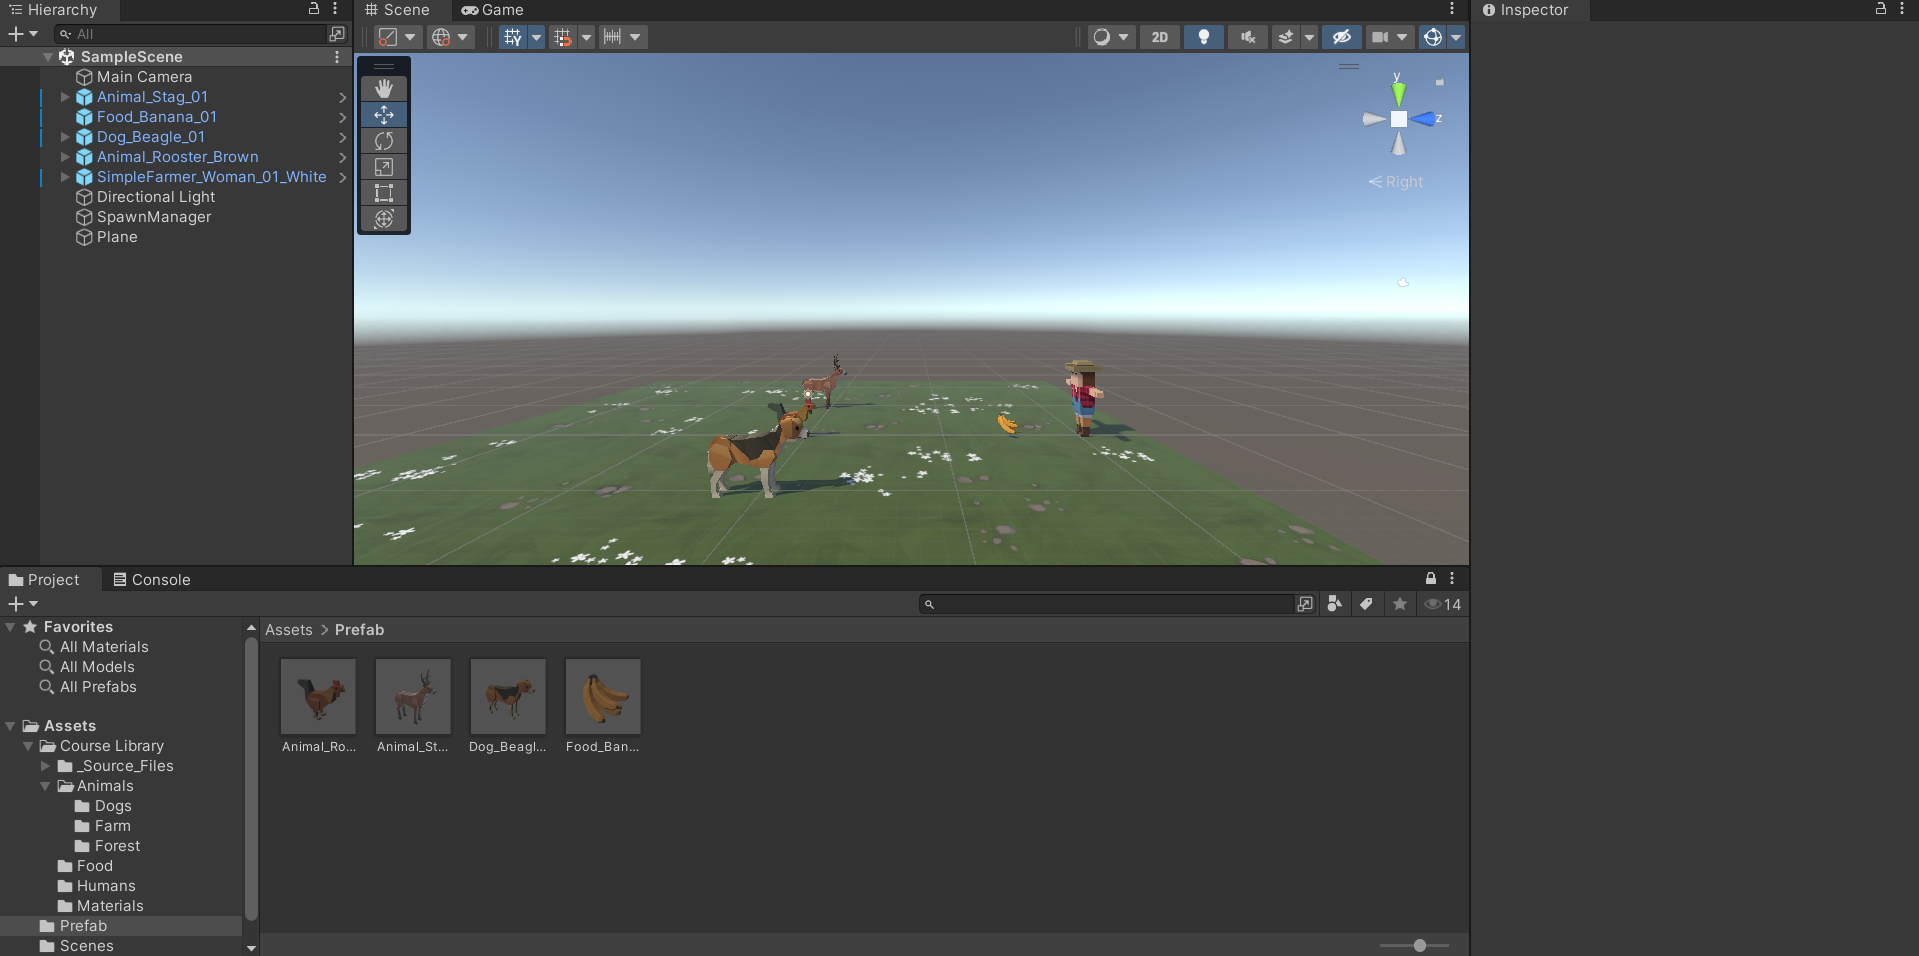 Hierarchy
All
SampleScene
Main Camera
Animal_Stag_01
Food_Banana_01
Dog_Beagle_01
Animal_Rooster_Brown
SimpleFarmer_Woman_01_White
Directional Light
SpawnManager
Plane
Scene
Game
2D
y
z
Right
Inspector
Project
Console
14
Favorites
All Materials
All Models
All Prefabs
Assets
Course Library
_Source_Files
Animals
Dogs
Farm
Forest
Food
Humans
Materials
Prefab
Scenes
Assets > Prefab
Animal_Ro...
Animal_St...
Dog_Beagl...
Food_Ban...